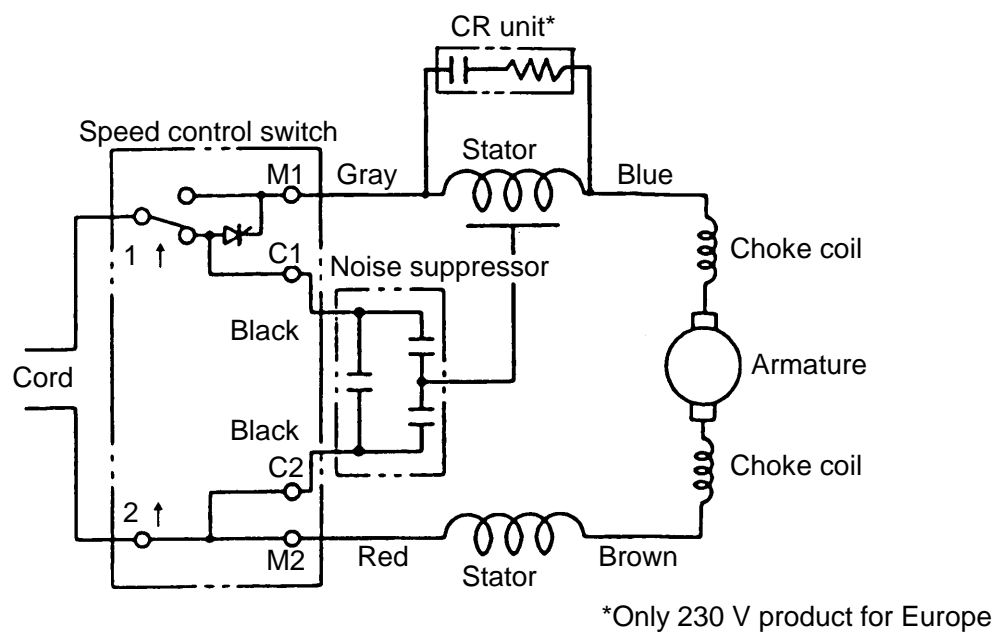 CR unit*
Speed control switch
Stator
M1
Gray
Blue
1
C1
Noise suppressor
Choke coil
Black
Armature
Cord
Black
C2
Choke coil
2
M2
Red
Brown
Stator
*Only 230 V product for Europe